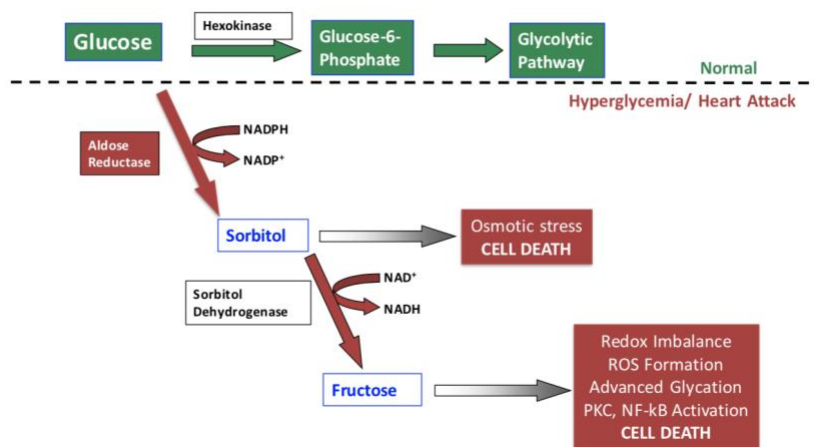 Glucose
Hexokinase
Glucose-6-
Phosphate
Glycolytic
Pathway
Normal
Hyperglycemia/ Heart Attack
Aldose
Reductase
NADPH
NADP⁺
Sorbitol
Osmotic stress
CELL DEATH
Sorbitol
Dehydrogenase
NAD⁺
NADH
Fructose
Redox Imbalance
ROS Formation
Advanced Glycation
PKC, NF-kB Activation
CELL DEATH